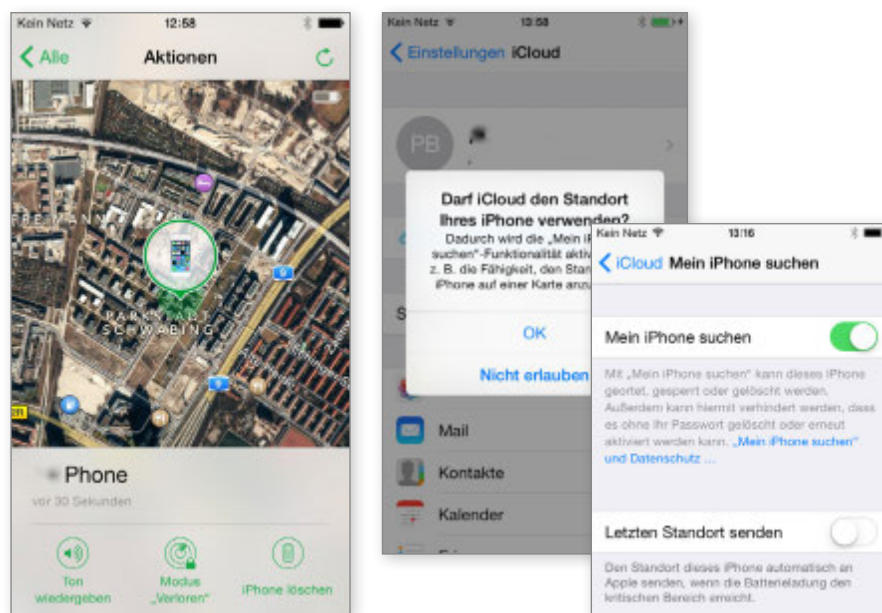 Kein Netz 12:58
Alle Aktionen
PARKSTADT
SCHWABING
Phone
vor 30 Sekunden
Ton
wiedergeben
Modus
„Verloren“
iPhone löschen
Kein Netz 13:58
Einstellungen iCloud
PB
Darf iCloud den Standort
Ihres iPhone verwenden?
Dadurch wird die „Mein
suchen“-Funktionalität
z. B. die Fähigkeit, den
iPhone auf einer Karte
OK
Nicht erlauben
Mail
Kontakte
Kalender
Kein Netz 13:16
iCloud Mein iPhone suchen
Mein iPhone suchen
Mit „Mein iPhone suchen“ kann dieses iPhone
geortet, gesperrt oder gelöscht werden.
Außerdem kann hiermit verhindert werden, dass
es ohne Ihr Passwort gelöscht oder erneut
aktiviert werden kann. „Mein iPhone suchen“
und Datenschutz ...
Letzten Standort senden
Den Standort dieses iPhone automatisch an
Apple senden, wenn die Batterieladung den
kritischen Bereich erreicht.